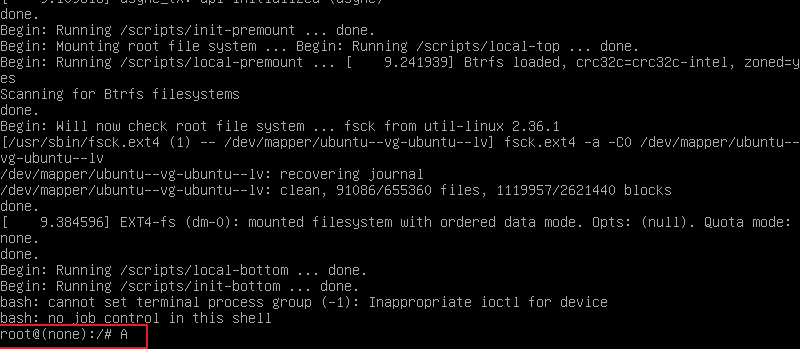 [    9.109818] async_tx: api initialized (async)
done.
Begin: Running /scripts/init-premount ... done.
Begin: Mounting root file system ... Begin: Running /scripts/local-top ... done.
Begin: Running /scripts/local-premount ... [    9.241939] Btrfs loaded, crc32c=crc32c-intel, zoned=y
es
Scanning for Btrfs filesystems
done.
Begin: Will now check root file system ... fsck from util-linux 2.36.1
[/usr/sbin/fsck.ext4 (1) -- /dev/mapper/ubuntu--vg-ubuntu--lv] fsck.ext4 -a -C0 /dev/mapper/ubuntu--
vg-ubuntu--lv
/dev/mapper/ubuntu--vg-ubuntu--lv: recovering journal
/dev/mapper/ubuntu--vg-ubuntu--lv: clean, 91086/655360 files, 1119957/2621440 blocks
done.
[    9.384596] EXT4-fs (dm-0): mounted filesystem with ordered data mode. Opts: (null). Quota mode:
none.
done.
Begin: Running /scripts/local-bottom ... done.
Begin: Running /scripts/init-bottom ... done.
bash: cannot set terminal process group (-1): Inappropriate ioctl for device
bash: no job control in this shell
root@(none):/# A